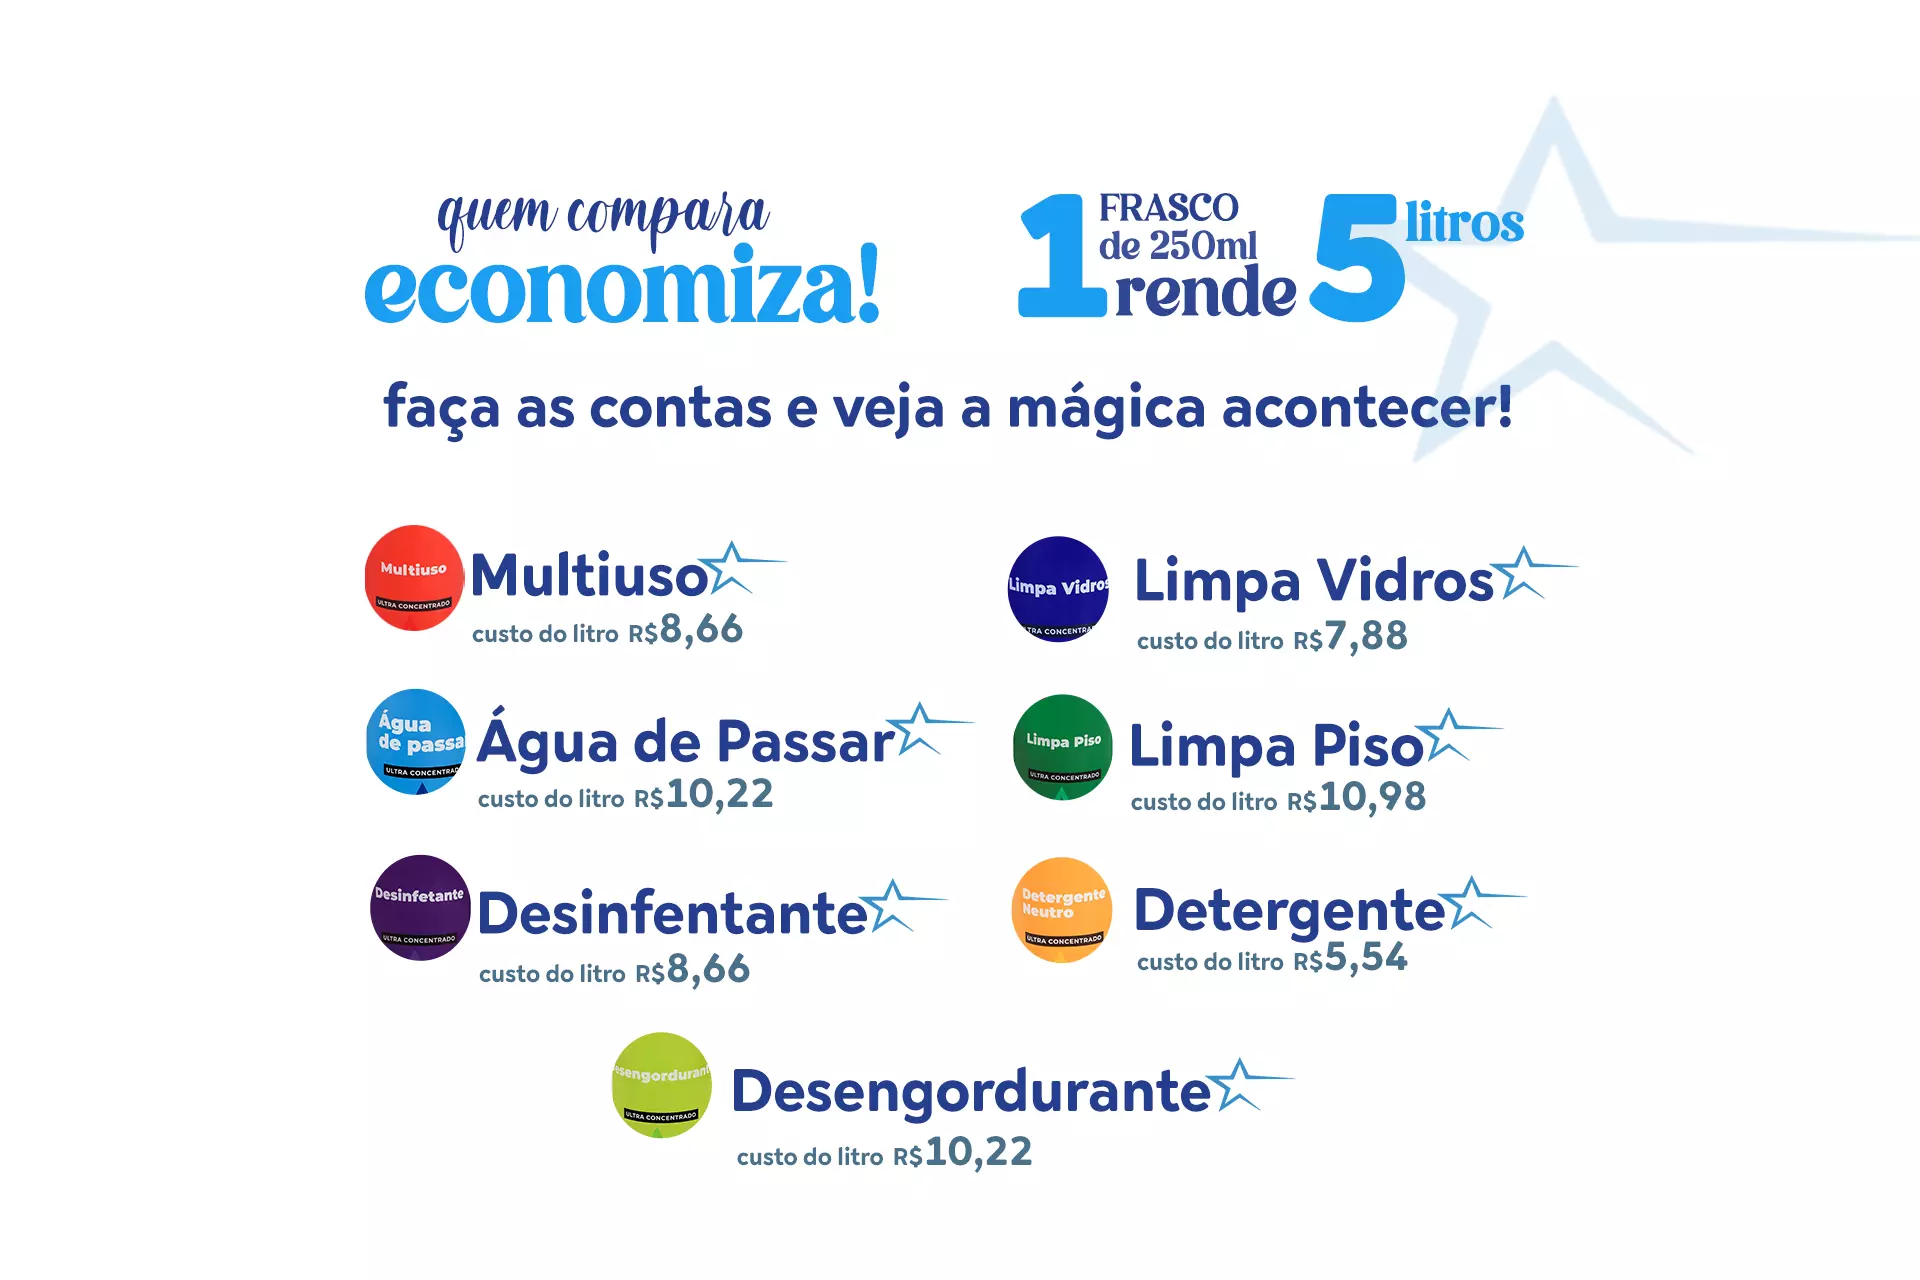 quem compara
economiza!
1 FRASCO
de 250ml
rende 5 litros
faça as contas e veja a mágica acontecer!
Multiuso
ULTRA CONCENTRADO
Multiuso
custo do litro R$8,66
Limpa Vidros
ULTRA CONCENTRA
Limpa Vidros
custo do litro R$7,88
Água
de passa
ULTRA CONCENTRAD
Água de Passar
custo do litro R$10,22
Limpa Piso
ULTRA CONCENTRADO
Limpa Piso
custo do litro R$10,98
Desinfetante
ULTRA CONCENTRADO
Desinfentante
custo do litro R$8,66
Detergente
Neutro
ULTRA CONCENTRADO
Detergente
custo do litro R$5,54
esengorduran
ULTRA CONCENTRADO
Desengordurante
custo do litro R$10,22